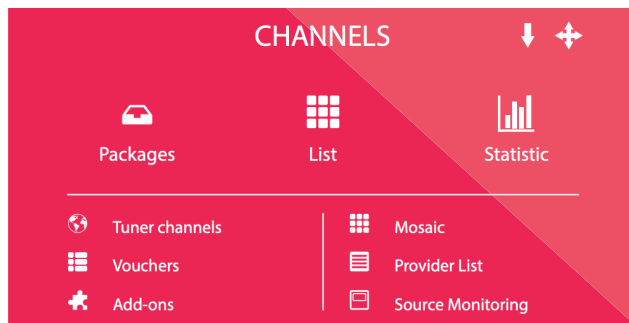 CHANNELS
Packages
List
Statistic
Tuner channels
Mosaic
Vouchers
Provider List
Add-ons
Source Monitoring